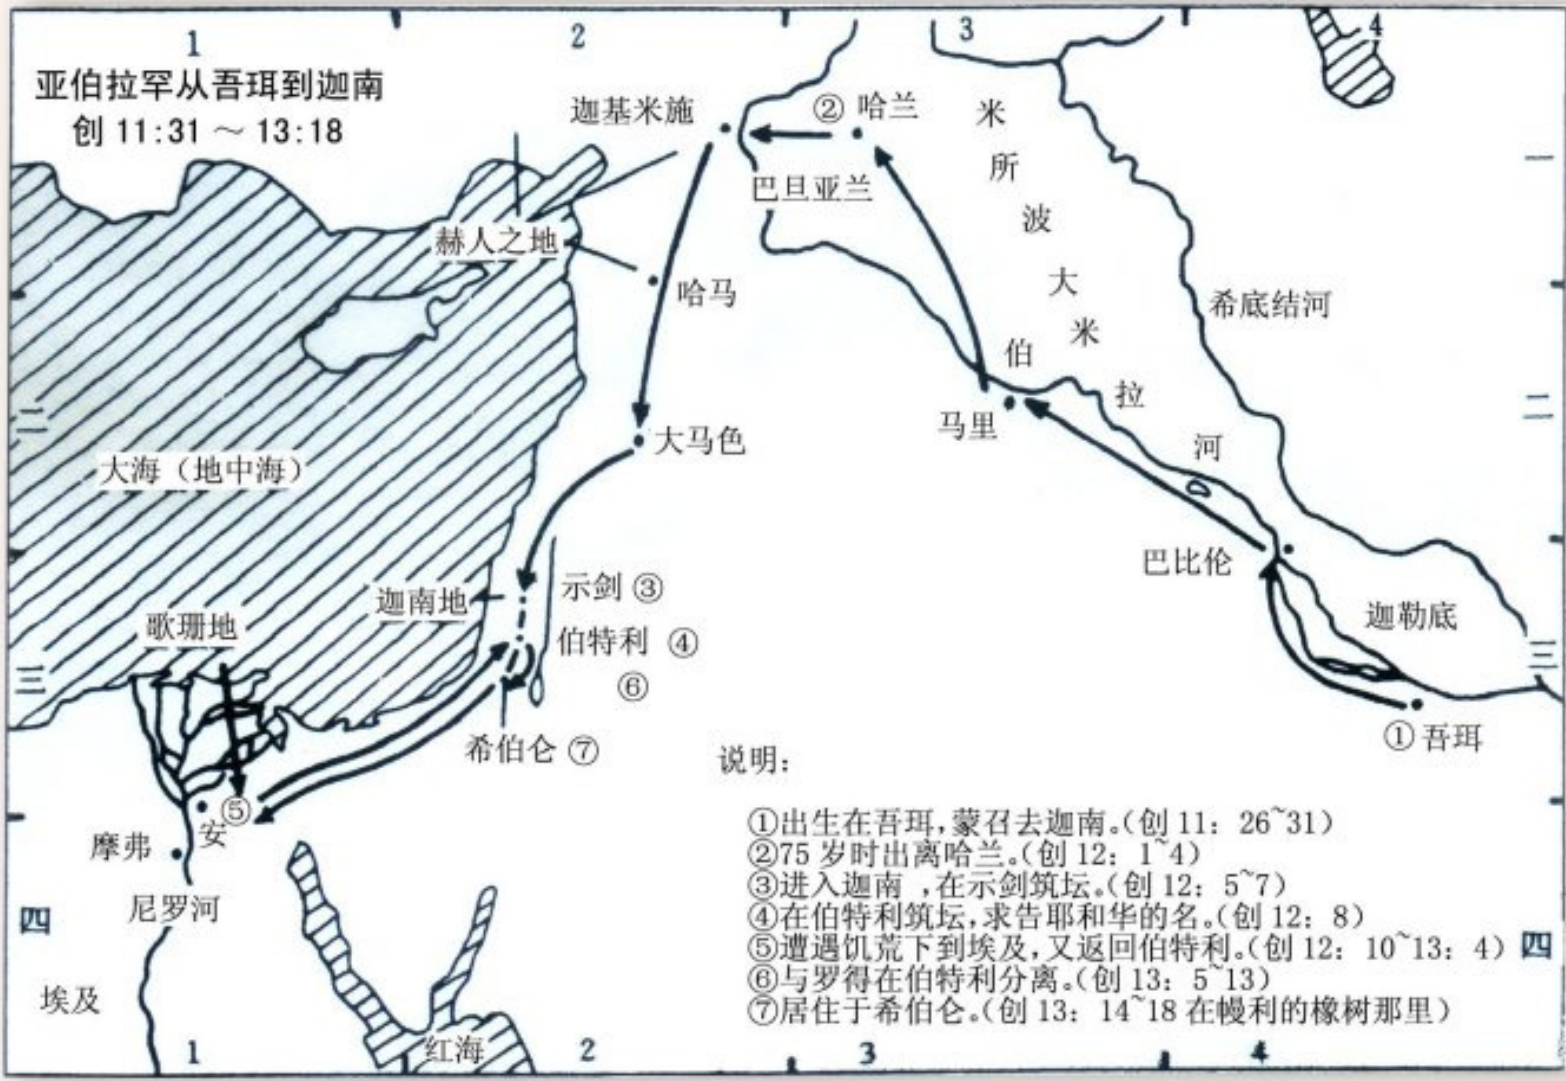 1
2
3
4
亚伯拉罕从吾珥到迦南
创 11:31 ～ 13:18
迦基米施
② 哈兰
米所波大米
一
一
巴旦亚兰
赫人之地
哈马
希底结河
伯拉河
马里
二
二
大马色
大海（地中海）
巴比伦
示剑 ③
迦南地
歌珊地
伯特利 ④
迦勒底
三
三
⑥
希伯仑 ⑦
① 吾珥
说明：
⑤
安
摩弗
尼罗河
四
四
埃及
①出生在吾珥，蒙召去迦南。（创 11：26~31）
②75 岁时出离哈兰。（创 12：1~4）
③进入迦南 ，在示剑筑坛。（创 12：5~7）
④在伯特利筑坛，求告耶和华的名。（创 12：8）
⑤遭遇饥荒下到埃及，又返回伯特利。（创 12：10~13：4）
⑥与罗得在伯特利分离。（创 13：5~13）
⑦居住于希伯仑。（创 13：14~18 在幔利的橡树那里）
红海
1
2
3
4